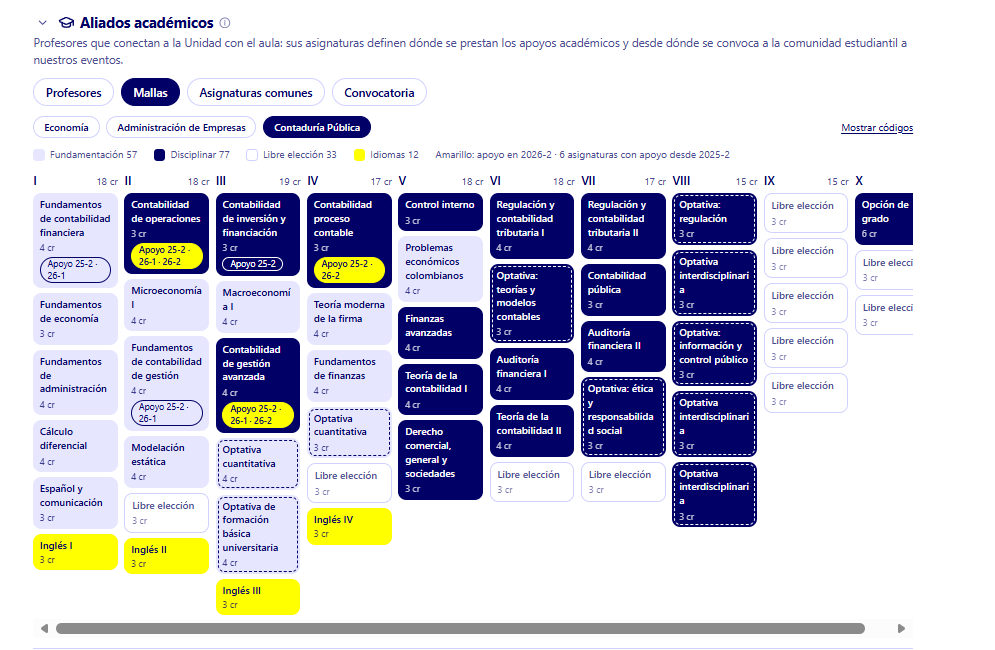 Aliados académicos
Profesores que conectan a la Unidad con el aula: sus asignaturas definen dónde se prestan los apoyos académicos y desde dónde se convoca a la comunidad estudiantil a
nuestros eventos.
Profesores
Mallas
Asignaturas comunes
Convocatoria
Economía
Administración de Empresas
Contaduría Pública
Mostrar códigos
Fundamentación 57
Disciplinar 77
Libre elección 33
Idiomas 12
Amarillo: apoyo en 2026-2 · 6 asignaturas con apoyo desde 2025-2
I
18 cr
Fundamentos
de contabilidad
financiera
4 cr
Apoyo 25-2 ·
26-1
Fundamentos
de economía
3 cr
Fundamentos
de
administración
4 cr
Cálculo
diferencial
4 cr
Español y
comunicación
3 cr
Inglés I
3 cr
II
18 cr
Contabilidad
de operaciones
3 cr
Apoyo 25-2 ·
26-1 · 26-2
Microeconomía
I
4 cr
Fundamentos
de contabilidad
de gestión
4 cr
Apoyo 25-2 ·
26-1
Modelación
estática
4 cr
Libre elección
3 cr
Inglés II
3 cr
III
19 cr
Contabilidad
de inversión y
financiación
3 cr
Apoyo 25-2
Macroeconomí
a I
4 cr
Contabilidad
de gestión
avanzada
4 cr
Apoyo 25-2 ·
26-1 · 26-2
Optativa
cuantitativa
4 cr
Optativa de
formación
básica
universitaria
4 cr
Inglés III
3 cr
IV
17 cr
Contabilidad
proceso
contable
3 cr
Apoyo 25-2 ·
26-2
Teoría moderna
de la firma
4 cr
Fundamentos
de finanzas
4 cr
Optativa
cuantitativa
3 cr
Libre elección
3 cr
Inglés IV
3 cr
V
18 cr
Control interno
3 cr
Problemas
económicos
colombianos
4 cr
Finanzas
avanzadas
4 cr
Teoría de la
contabilidad I
4 cr
Derecho
comercial,
general y
sociedades
3 cr
VI
18 cr
Regulación y
contabilidad
tributaria I
4 cr
Optativa:
teorías y
modelos
contables
3 cr
Auditoría
financiera I
4 cr
Teoría de la
contabilidad II
4 cr
Libre elección
3 cr
VII
17 cr
Regulación y
contabilidad
tributaria II
4 cr
Contabilidad
pública
3 cr
Auditoría
financiera II
4 cr
Optativa: ética
y
responsabilida
d social
3 cr
Libre elección
3 cr
VIII
15 cr
Optativa:
regulación
3 cr
Optativa
interdisciplinari
a
3 cr
Optativa:
información y
control público
3 cr
Optativa
interdisciplinari
a
3 cr
Optativa
interdisciplinari
a
3 cr
IX
15 cr
Libre elección
3 cr
Libre elección
3 cr
Libre elección
3 cr
Libre elección
3 cr
Libre elección
3 cr
X
Opción de
grado
6 cr
Libre elecci
3 cr
Libre elecci
3 cr